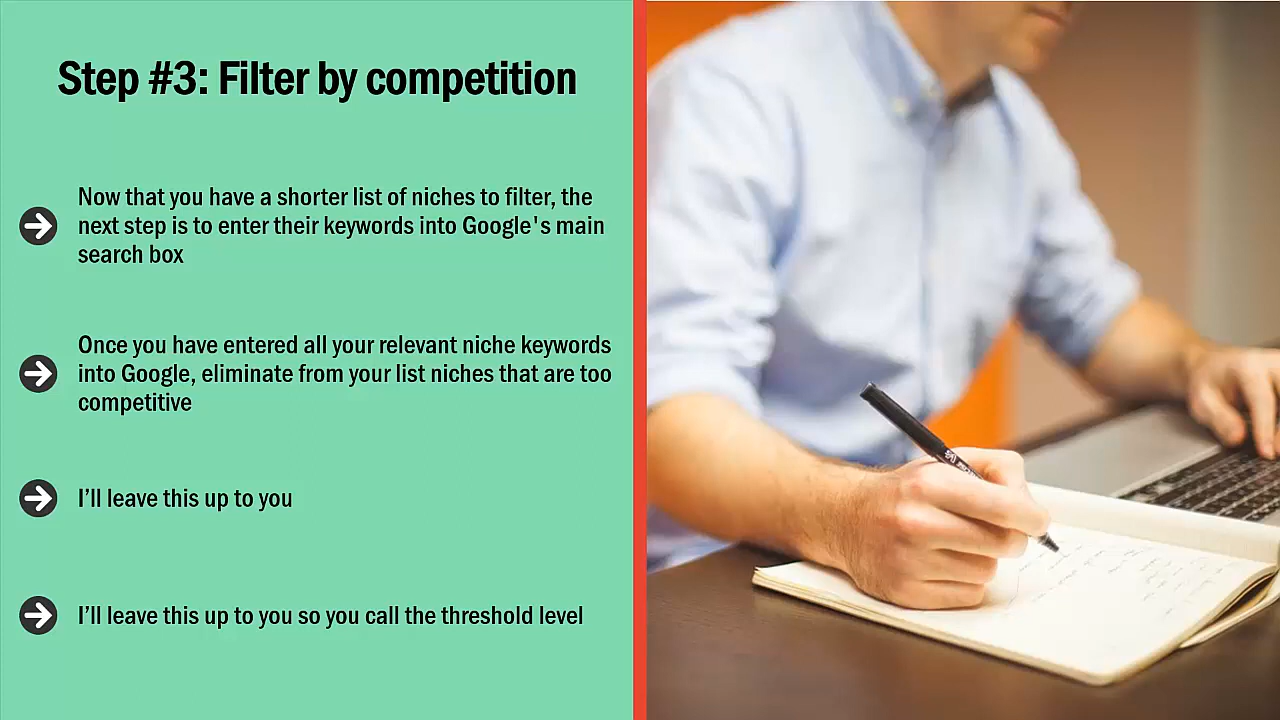 Step #3: Filter by competition
Now that you have a shorter list of niches to filter, the
next step is to enter their keywords into Google's main
search box
Once you have entered all your relevant niche keywords
into Google, eliminate from your list niches that are too
competitive
I’ll leave this up to you
I’ll leave this up to you so you call the threshold level